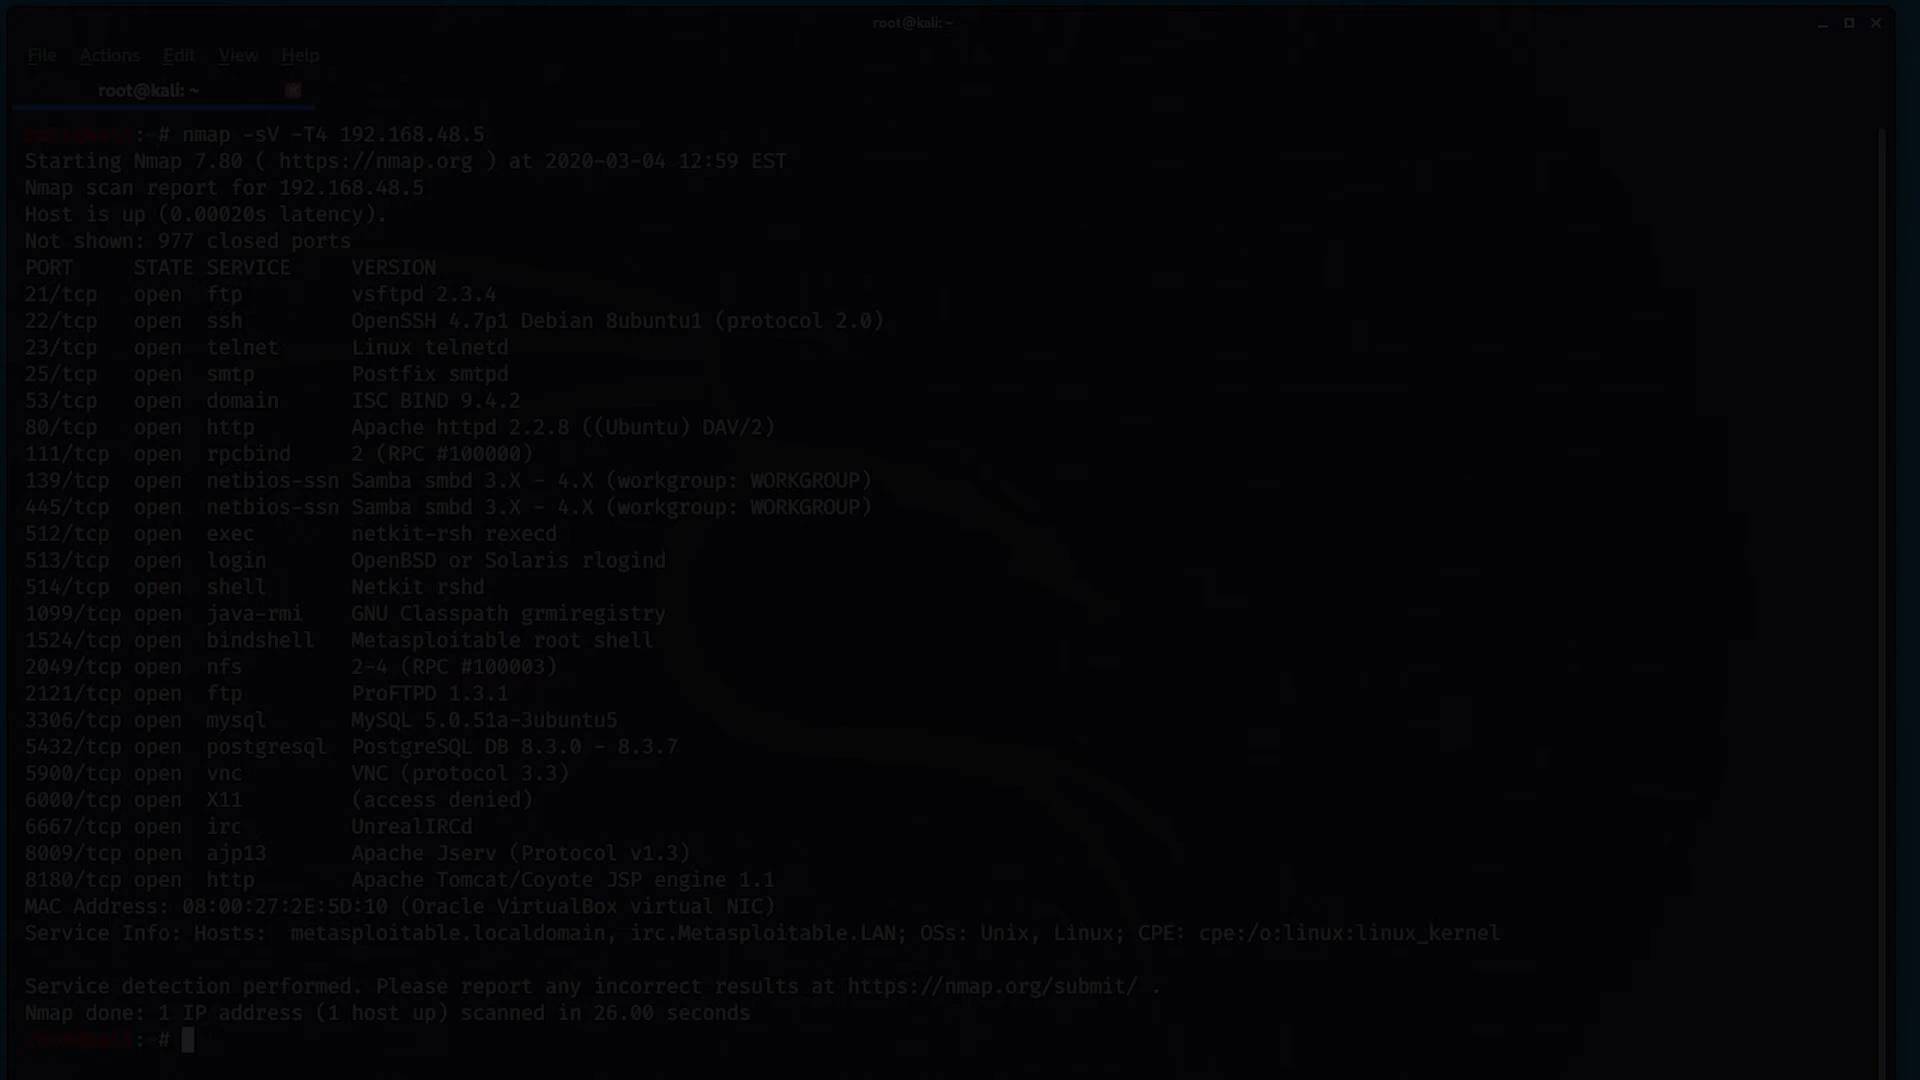 root@kali: ~
File Actions Edit View Help
root@kali: ~
root@kali:~# nmap -sV -T4 192.168.48.5
Starting Nmap 7.80 ( https://nmap.org ) at 2020-03-04 12:59 EST
Nmap scan report for 192.168.48.5
Host is up (0.00020s latency).
Not shown: 977 closed ports
PORT     STATE SERVICE     VERSION
21/tcp   open  ftp         vsftpd 2.3.4
22/tcp   open  ssh         OpenSSH 4.7p1 Debian 8ubuntu1 (protocol 2.0)
23/tcp   open  telnet      Linux telnetd
25/tcp   open  smtp        Postfix smtpd
53/tcp   open  domain      ISC BIND 9.4.2
80/tcp   open  http        Apache httpd 2.2.8 ((Ubuntu) DAV/2)
111/tcp  open  rpcbind     2 (RPC #100000)
139/tcp  open  netbios-ssn Samba smbd 3.X - 4.X (workgroup: WORKGROUP)
445/tcp  open  netbios-ssn Samba smbd 3.X - 4.X (workgroup: WORKGROUP)
512/tcp  open  exec        netkit-rsh rexecd
513/tcp  open  login       OpenBSD or Solaris rlogind
514/tcp  open  shell       Netkit rshd
1099/tcp open  java-rmi    GNU Classpath grmiregistry
1524/tcp open  bindshell   Metasploitable root shell
2049/tcp open  nfs         2-4 (RPC #100003)
2121/tcp open  ftp         ProFTPD 1.3.1
3306/tcp open  mysql       MySQL 5.0.51a-3ubuntu5
5432/tcp open  postgresql  PostgreSQL DB 8.3.0 - 8.3.7
5900/tcp open  vnc         VNC (protocol 3.3)
6000/tcp open  X11         (access denied)
6667/tcp open  irc         UnrealIRCd
8009/tcp open  ajp13       Apache Jserv (Protocol v1.3)
8180/tcp open  http        Apache Tomcat/Coyote JSP engine 1.1
MAC Address: 08:00:27:2E:5D:10 (Oracle VirtualBox virtual NIC)
Service Info: Hosts:  metasploitable.localdomain, irc.Metasploitable.LAN; OSs: Unix, Linux; CPE: cpe:/o:linux:linux_kernel
Service detection performed. Please report any incorrect results at https://nmap.org/submit/ .
Nmap done: 1 IP address (1 host up) scanned in 26.00 seconds
root@kali:~#